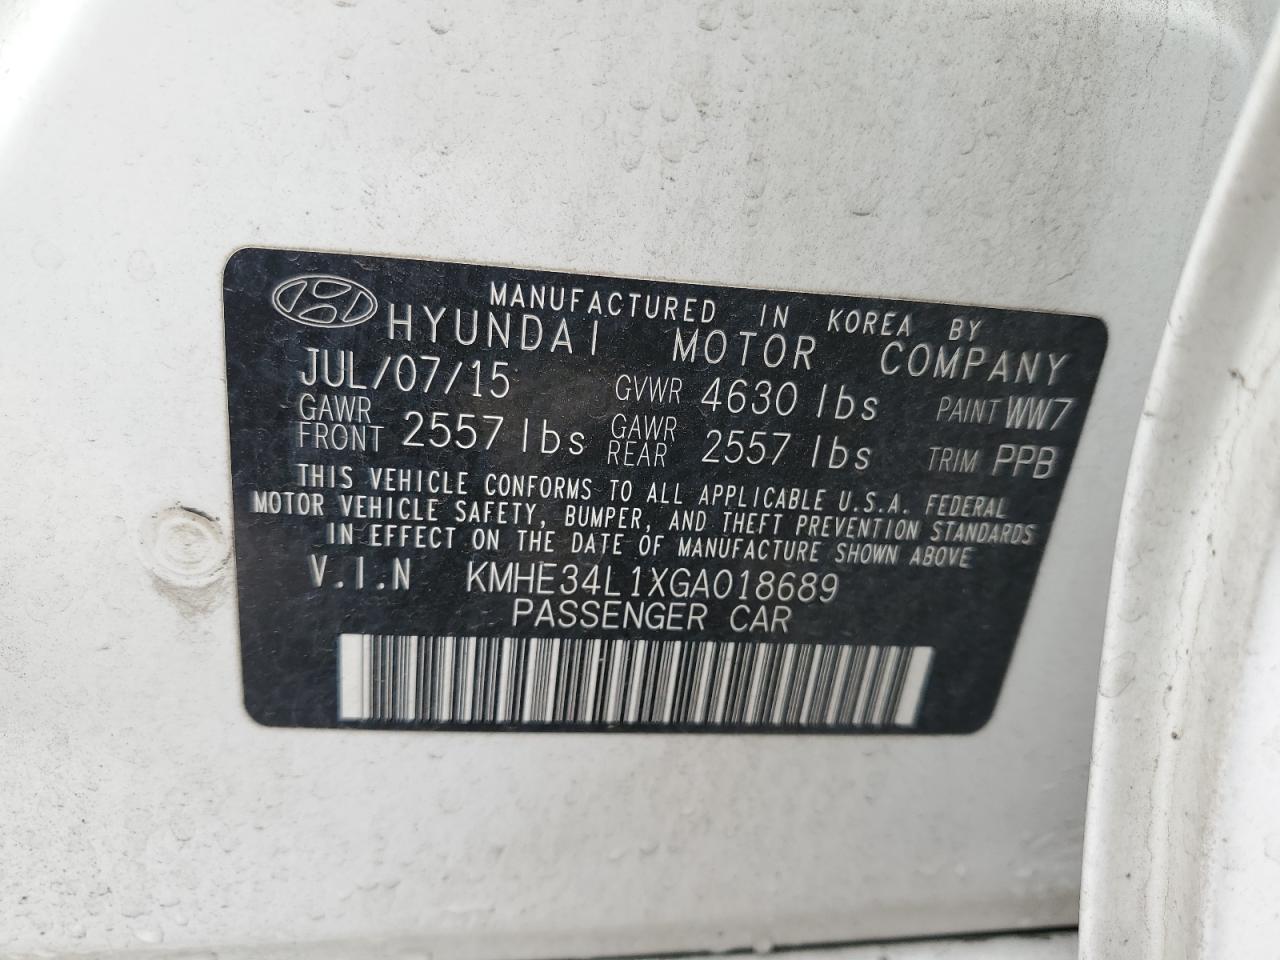 MANUFACTURED IN KOREA BY
HYUNDAI MOTOR COMPANY
JUL/07/15 GVWR 4630 lbs PAINT WW7
GAWR FRONT 2557 lbs GAWR REAR 2557 lbs TRIM PPB
THIS VEHICLE CONFORMS TO ALL APPLICABLE U.S.A. FEDERAL
MOTOR VEHICLE SAFETY, BUMPER, AND THEFT PREVENTION STANDARDS
IN EFFECT ON THE DATE OF MANUFACTURE SHOWN ABOVE
V.I.N KMHE34L1XGA018689
PASSENGER CAR